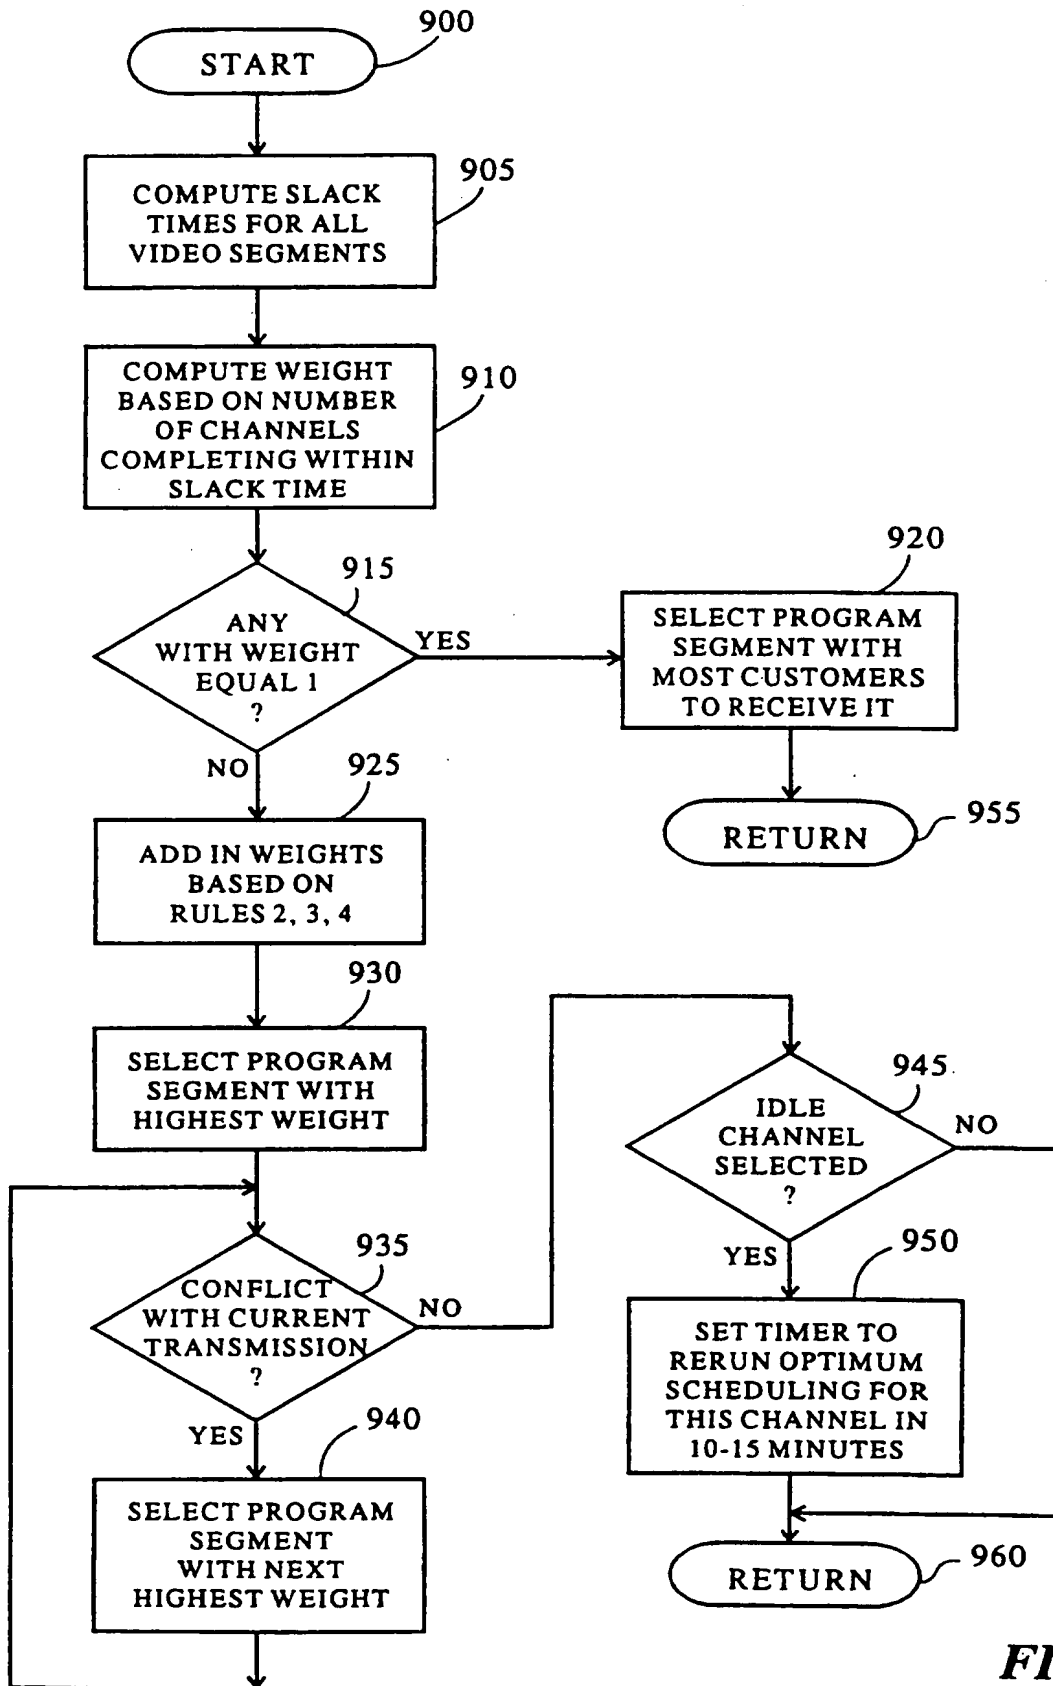 900
START
905
COMPUTE SLACK
TIMES FOR ALL
VIDEO SEGMENTS
910
COMPUTE WEIGHT
BASED ON NUMBER
OF CHANNELS
COMPLETING WITHIN
SLACK TIME
915
ANY
WITH WEIGHT
EQUAL 1
?
YES
NO
920
SELECT PROGRAM
SEGMENT WITH
MOST CUSTOMERS
TO RECEIVE IT
RETURN
955
925
ADD IN WEIGHTS
BASED ON
RULES 2, 3, 4
930
SELECT PROGRAM
SEGMENT WITH
HIGHEST WEIGHT
935
CONFLICT
WITH CURRENT
TRANSMISSION
?
NO
YES
940
SELECT PROGRAM
SEGMENT
WITH NEXT
HIGHEST WEIGHT
945
IDLE
CHANNEL
SELECTED
?
NO
YES
950
SET TIMER TO
RERUN OPTIMUM
SCHEDULING FOR
THIS CHANNEL IN
10-15 MINUTES
RETURN
960